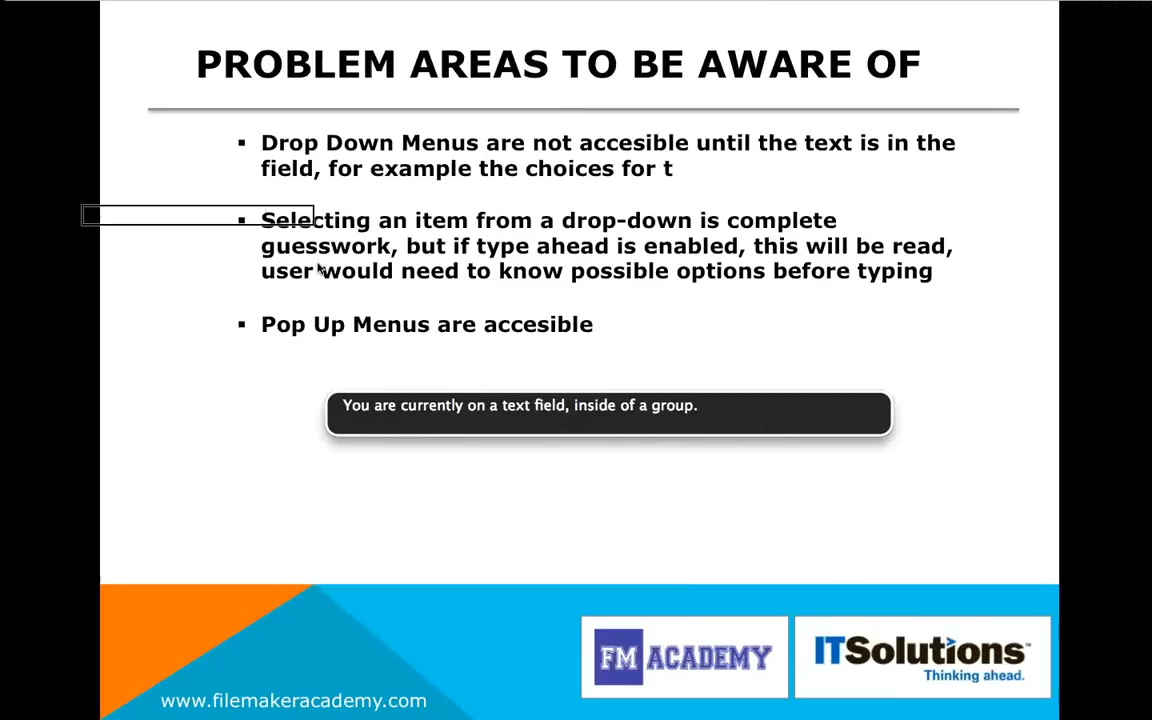 PROBLEM AREAS TO BE AWARE OF
▪ Drop Down Menus are not accesible until the text is in the
field, for example the choices for t
▪ Selecting an item from a drop-down is complete
guesswork, but if type ahead is enabled, this will be read,
user would need to know possible options before typing
▪ Pop Up Menus are accesible
You are currently on a text field, inside of a group.
FM ACADEMY
ITSolutions™
Thinking ahead.
www.filemakeracademy.com